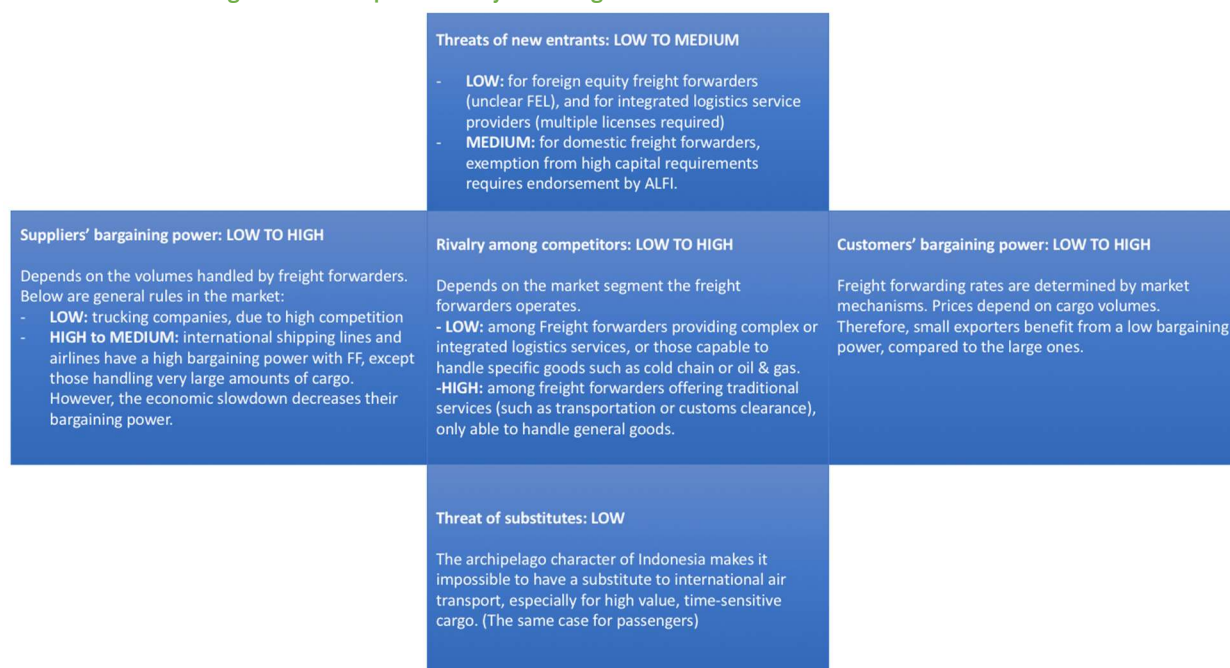 Threats of new entrants: LOW TO MEDIUM
- LOW: for foreign equity freight forwarders
(unclear FEL), and for integrated logistics service
providers (multiple licenses required)
- MEDIUM: for domestic freight forwarders,
exemption from high capital requirements
requires endorsement by ALFI.
Suppliers’ bargaining power: LOW TO HIGH
Depends on the volumes handled by freight forwarders.
Below are general rules in the market:
- LOW: trucking companies, due to high competition
- HIGH to MEDIUM: international shipping lines and
airlines have a high bargaining power with FF, except
those handling very large amounts of cargo.
However, the economic slowdown decreases their
bargaining power.
Rivalry among competitors: LOW TO HIGH
Depends on the market segment the freight
forwarders operates.
- LOW: among Freight forwarders providing complex or
integrated logistics services, or those capable to
handle specific goods such as cold chain or oil & gas.
-HIGH: among freight forwarders offering traditional
services (such as transportation or customs clearance),
only able to handle general goods.
Customers’ bargaining power: LOW TO HIGH
Freight forwarding rates are determined by market
mechanisms. Prices depend on cargo volumes.
Therefore, small exporters benefit from a low bargaining
power, compared to the large ones.
Threat of substitutes: LOW
The archipelago character of Indonesia makes it
impossible to have a substitute to international air
transport, especially for high value, time-sensitive
cargo. (The same case for passengers)